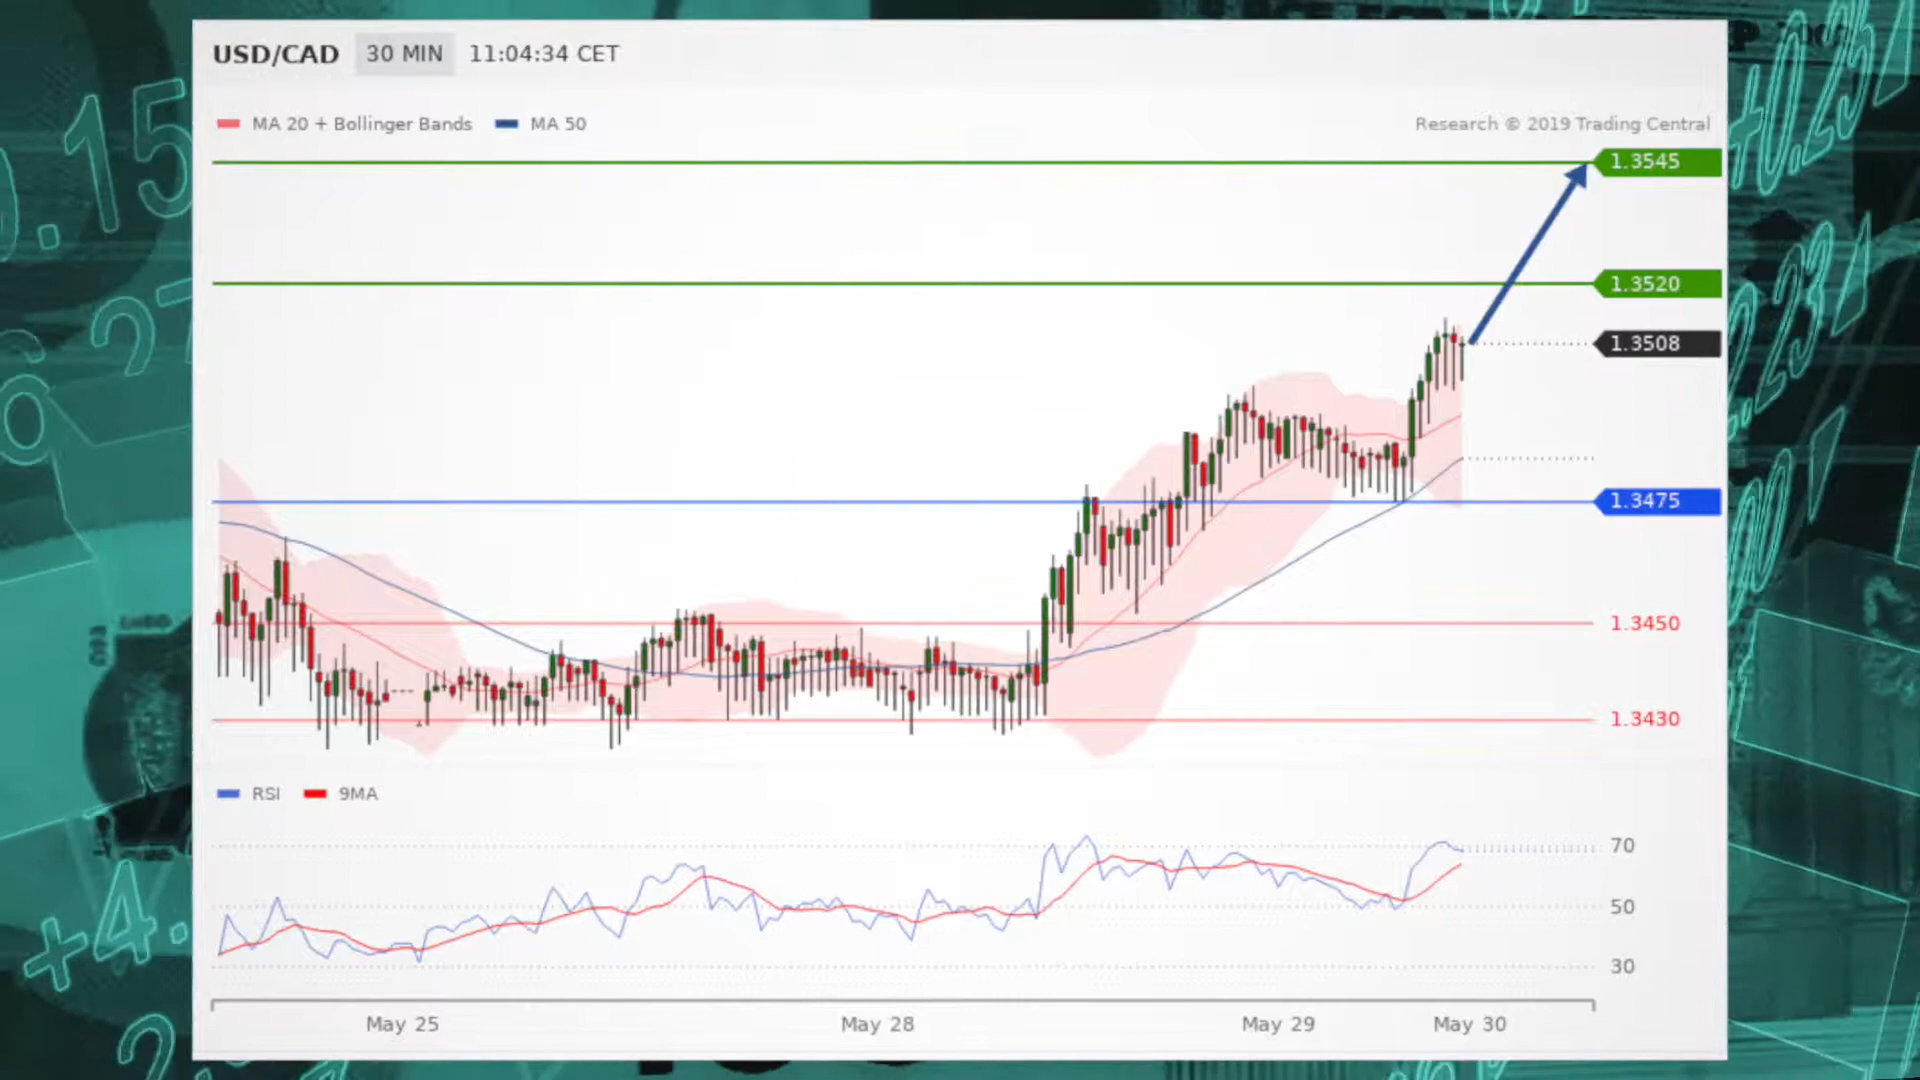 USD/CAD 30 MIN 11:04:34 CET
MA 20 + Bollinger Bands MA 50
Research © 2019 Trading Central
1.3545
1.3520
1.3508
1.3475
1.3450
1.3430
RSI 9MA
70
50
30
May 25 May 28 May 29 May 30